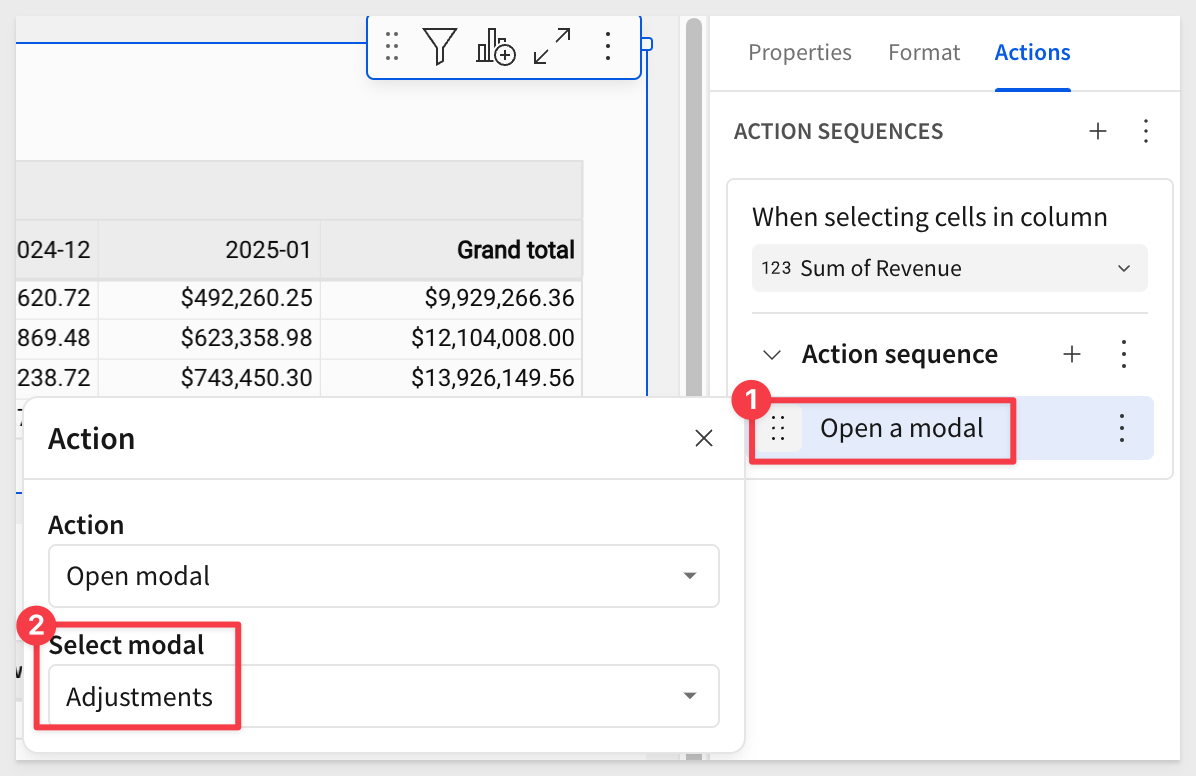 Properties Format Actions
ACTION SEQUENCES
When selecting cells in column
123 Sum of Revenue
Action sequence
1
Open a modal
024-12 2025-01 Grand total
620.72 $492,260.25 $9,929,266.36
869.48 $623,358.98 $12,104,008.00
238.72 $743,450.30 $13,926,149.56
Action
Action
Open modal
2
Select modal
Adjustments